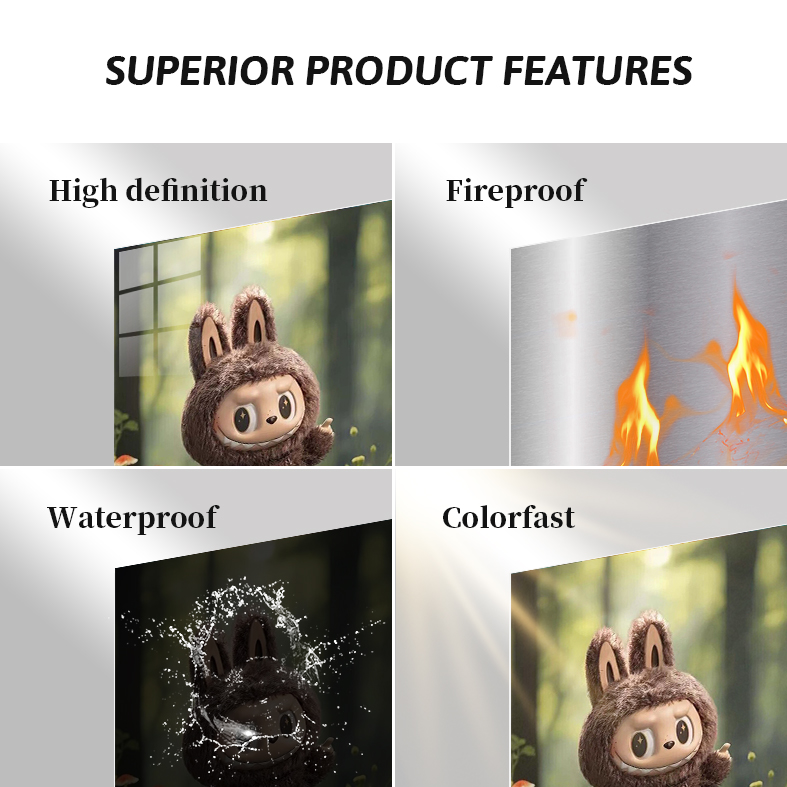 SUPERIOR PRODUCT FEATURES
High definition
Fireproof
Waterproof
Colorfast